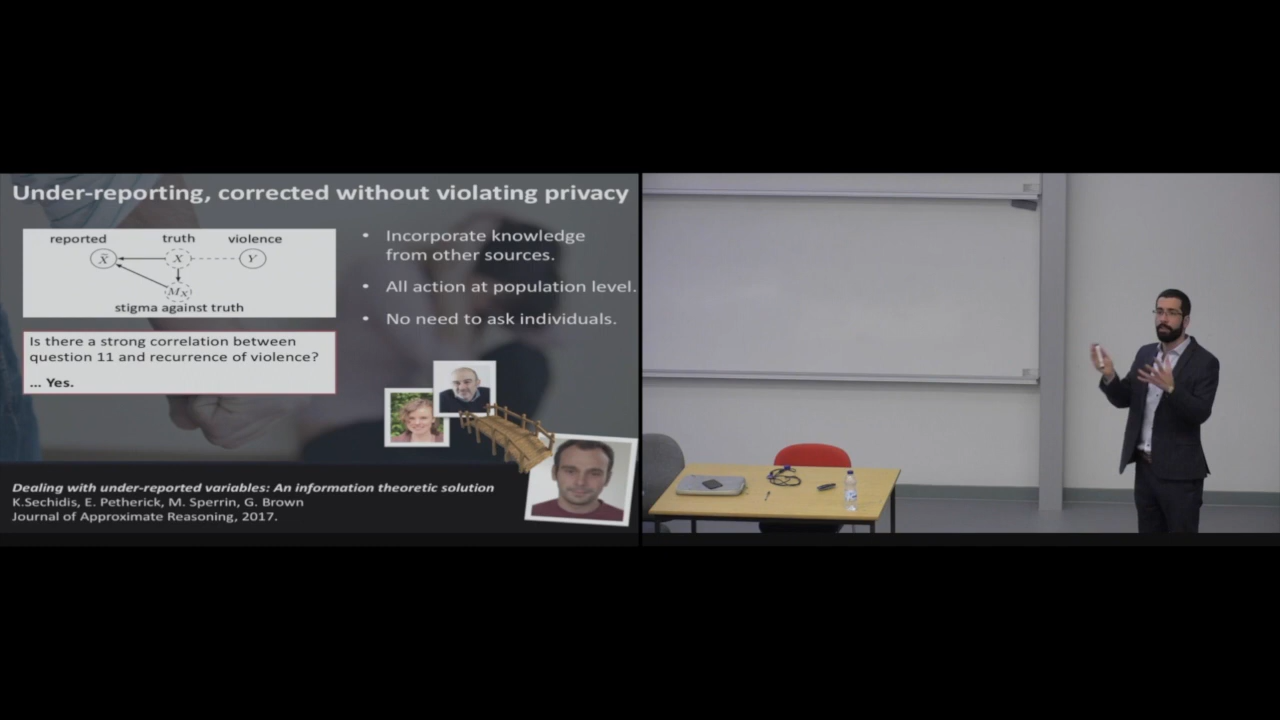 Under-reporting, corrected without violating privacy
reported truth violence
X̃ X Y
M_X
stigma against truth
Is there a strong correlation between
question 11 and recurrence of violence?
... Yes.
• Incorporate knowledge
from other sources.
• All action at population level.
• No need to ask individuals.
Dealing with under-reported variables: An information theoretic solution
K.Sechidis, E. Petherick, M. Sperrin, G. Brown
Journal of Approximate Reasoning, 2017.